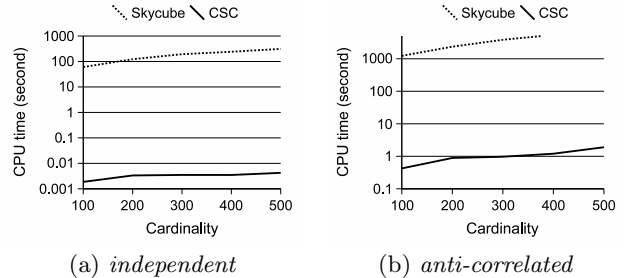 Skycube CSC
CPU time (second)
1000
100
10
1
0.1
0.01
0.001
100 200 300 400 500
Cardinality
(a) independent
Skycube CSC
CPU time (second)
1000
100
10
1
0.1
100 200 300 400 500
Cardinality
(b) anti-correlated